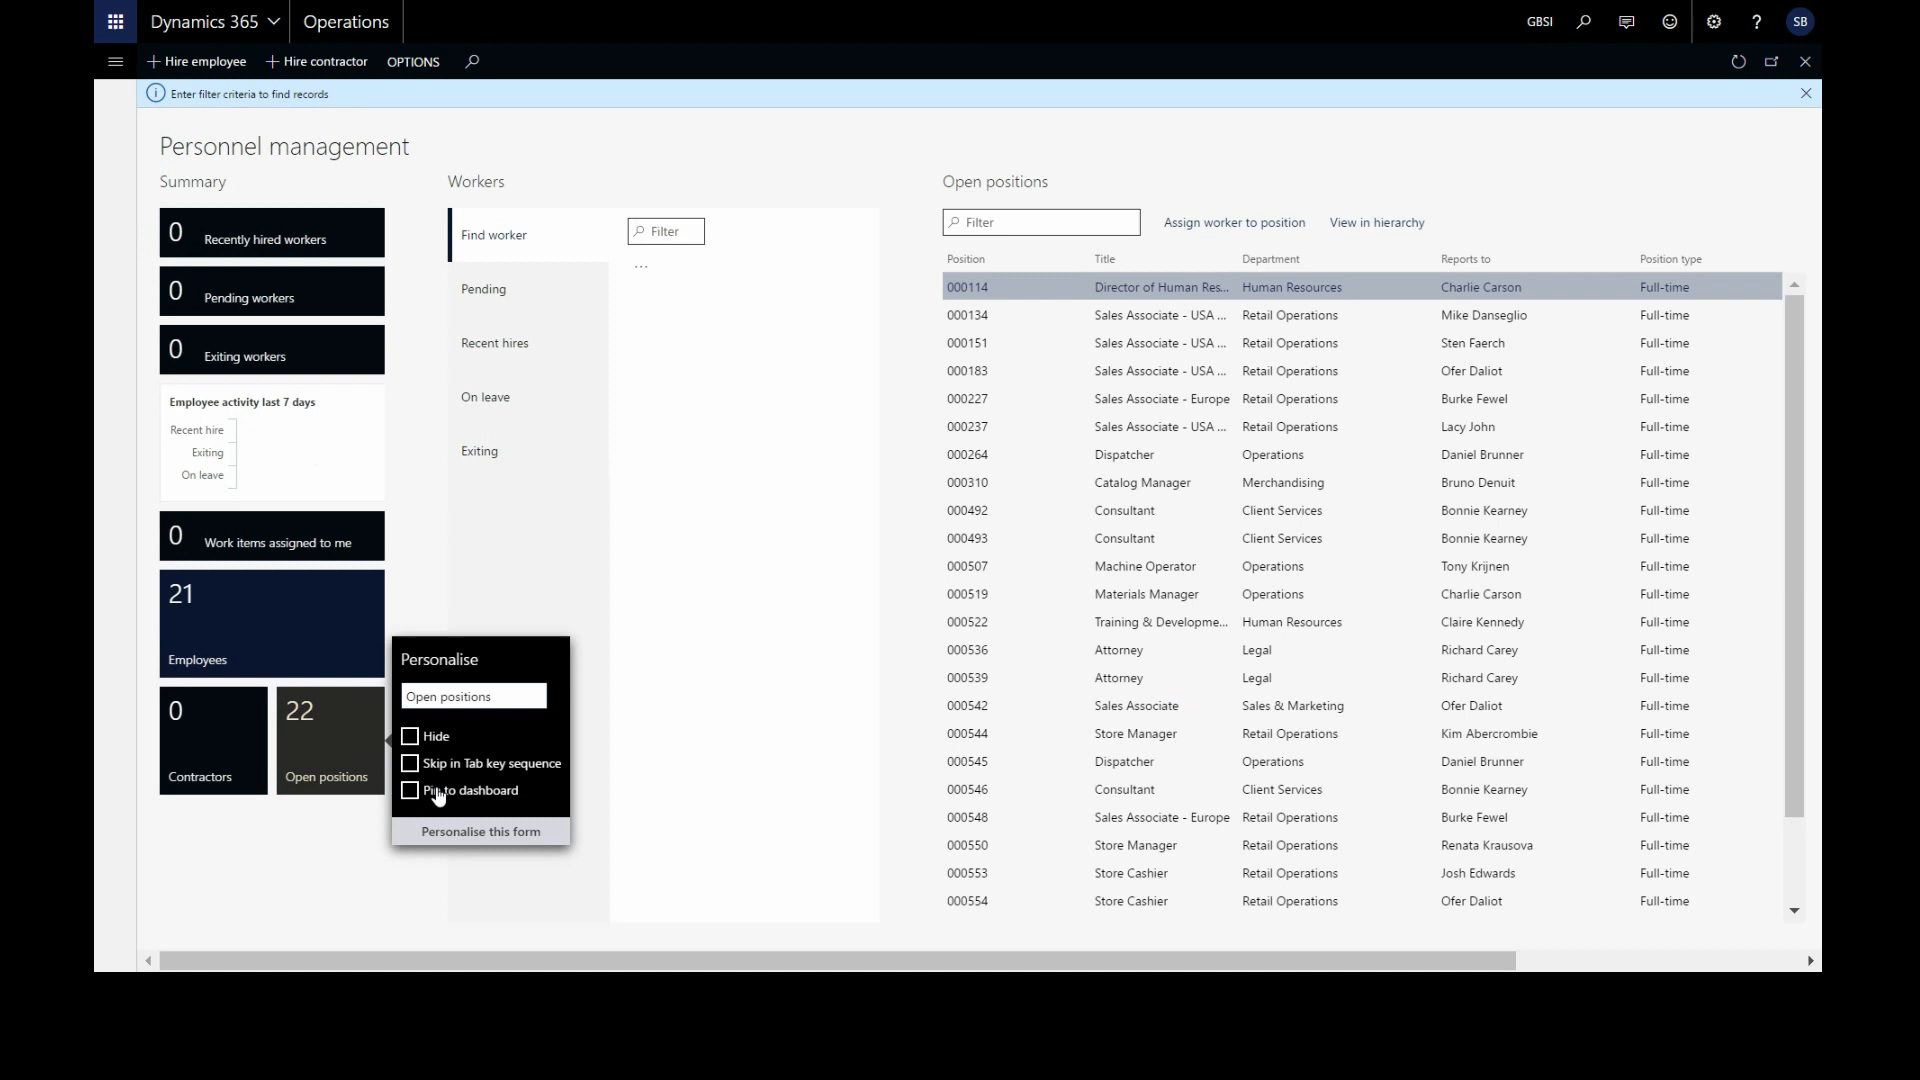 Dynamics 365 Operations GBSI ? SB
Hire employee Hire contractor OPTIONS
Enter filter criteria to find records
Personnel management
Summary
0 Recently hired workers
0 Pending workers
0 Exiting workers
Employee activity last 7 days
Recent hire
Exiting
On leave
0 Work items assigned to me
21
Employees
0
Contractors
22
Open positions
Workers
Find worker
Pending
Recent hires
On leave
Exiting
Filter
...
Personalise
Open positions
Hide
Skip in Tab key sequence
to dashboard
Personalise this form
Open positions
Filter Assign worker to position View in hierarchy
Position Title Department Reports to Position type
000114 Director of Human Res... Human Resources Charlie Carson Full-time
000134 Sales Associate - USA ... Retail Operations Mike Danseglio Full-time
000151 Sales Associate - USA ... Retail Operations Sten Faerch Full-time
000183 Sales Associate - USA ... Retail Operations Ofer Daliot Full-time
000227 Sales Associate - Europe Retail Operations Burke Fewel Full-time
000237 Sales Associate - USA ... Retail Operations Lacy John Full-time
000264 Dispatcher Operations Daniel Brunner Full-time
000310 Catalog Manager Merchandising Bruno Denuit Full-time
000492 Consultant Client Services Bonnie Kearney Full-time
000493 Consultant Client Services Bonnie Kearney Full-time
000507 Machine Operator Operations Tony Krijnen Full-time
000519 Materials Manager Operations Charlie Carson Full-time
000522 Training & Developme... Human Resources Claire Kennedy Full-time
000536 Attorney Legal Richard Carey Full-time
000539 Attorney Legal Richard Carey Full-time
000542 Sales Associate Sales & Marketing Ofer Daliot Full-time
000544 Store Manager Retail Operations Kim Abercrombie Full-time
000545 Dispatcher Operations Daniel Brunner Full-time
000546 Consultant Client Services Bonnie Kearney Full-time
000548 Sales Associate - Europe Retail Operations Burke Fewel Full-time
000550 Store Manager Retail Operations Renata Krausova Full-time
000553 Store Cashier Retail Operations Josh Edwards Full-time
000554 Store Cashier Retail Operations Ofer Daliot Full-time